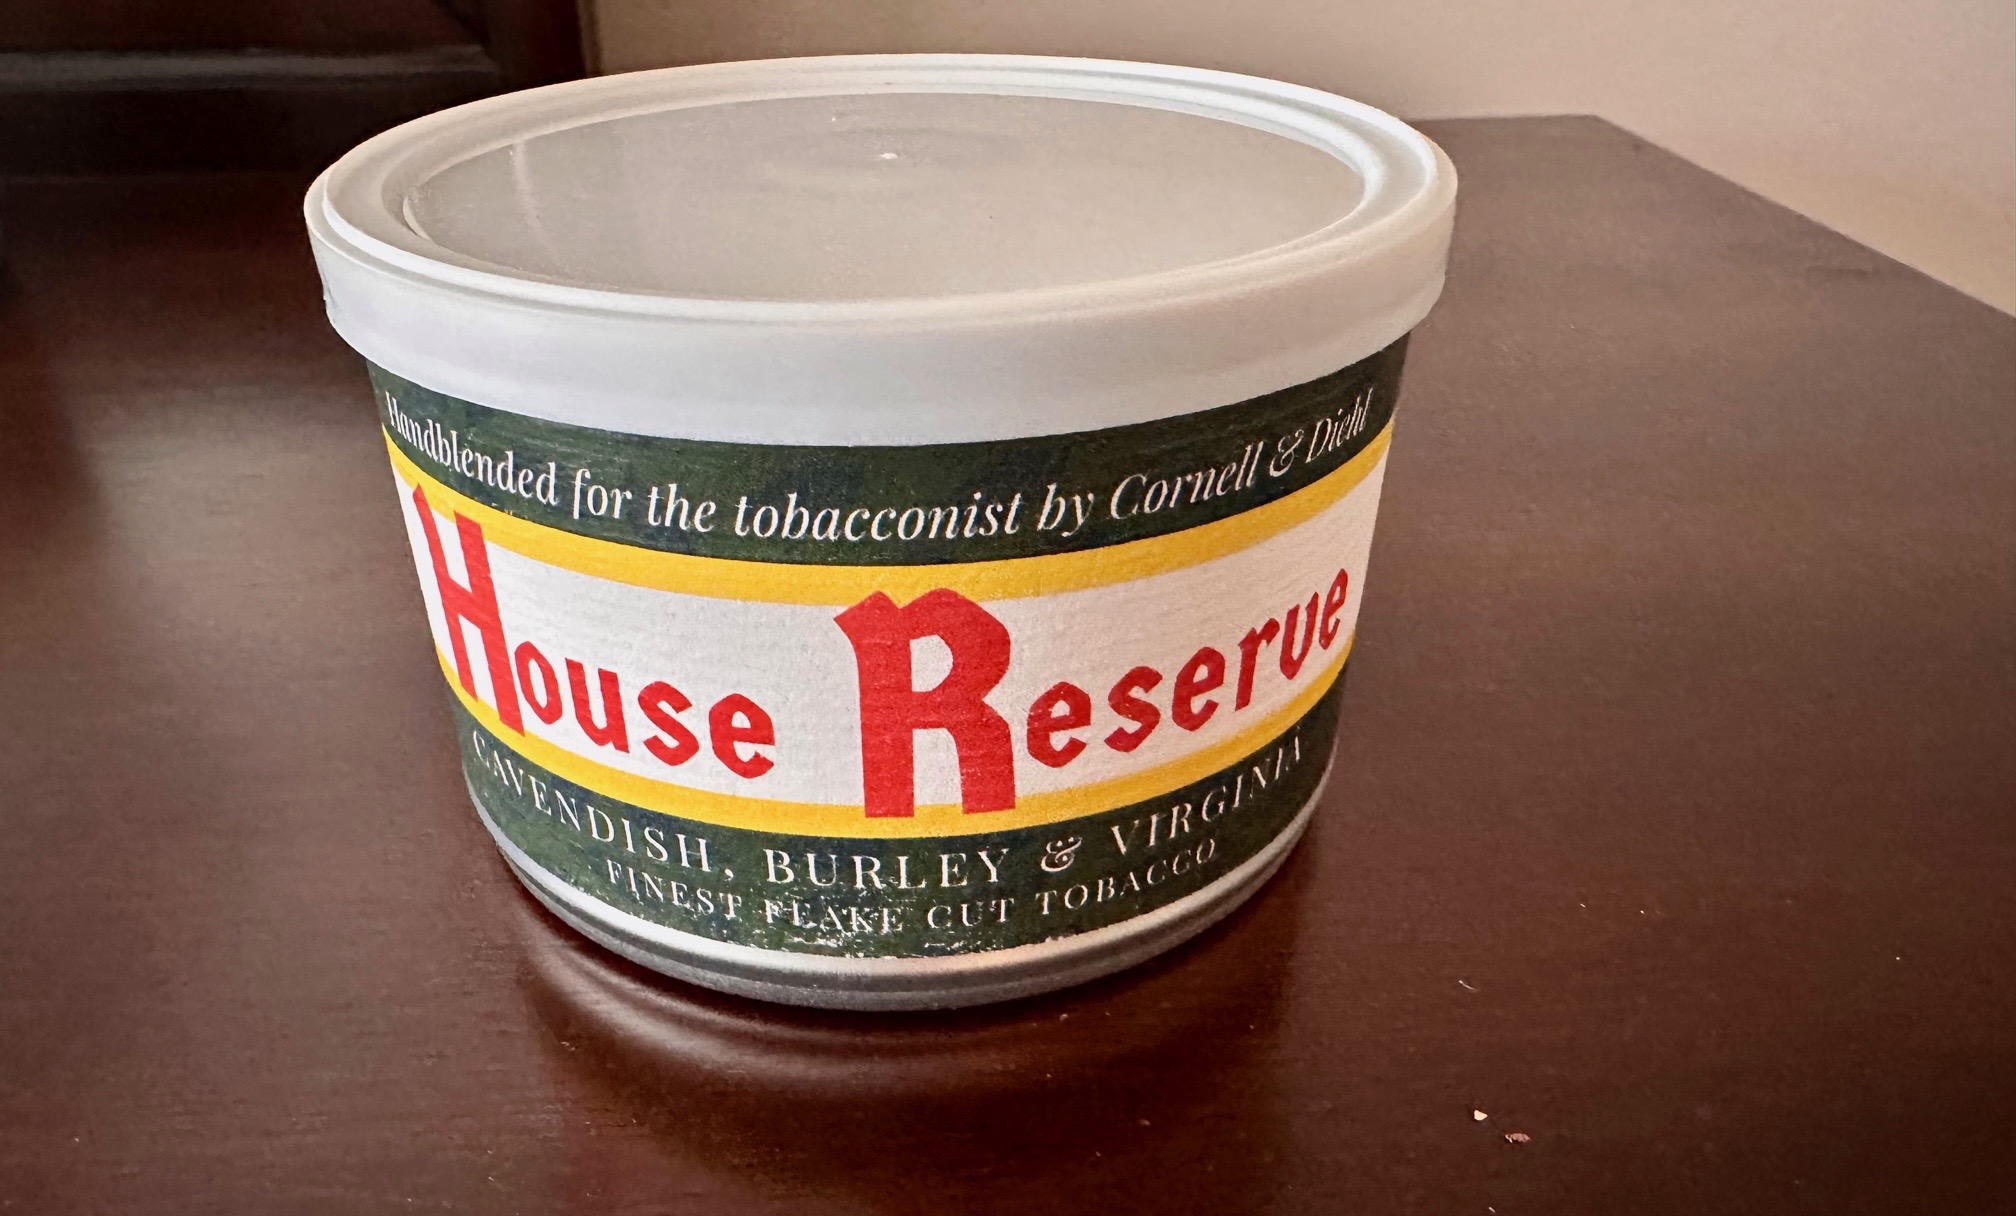 Handblended for the tobacconist by Cornell & Diehl
House Reserve
CAVENDISH, BURLEY & VIRGINIA
FINEST FLAKE CUT TOBACCO